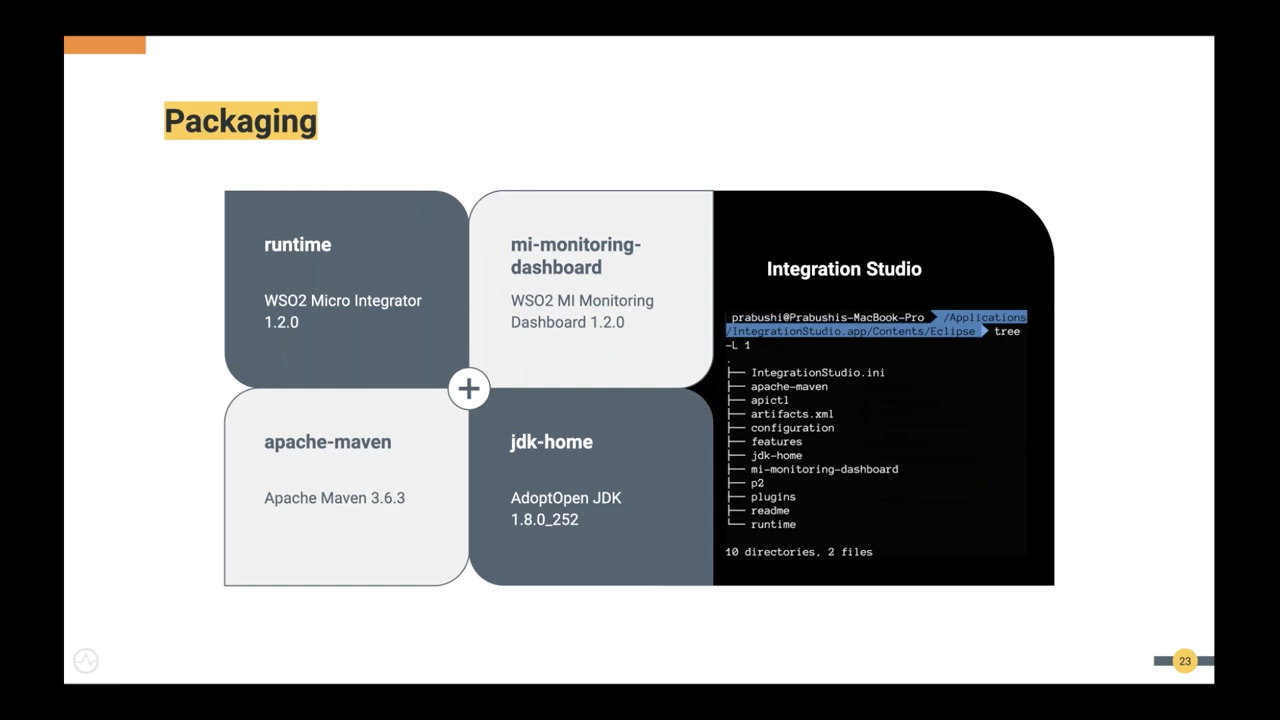 Packaging
runtime
WSO2 Micro Integrator
1.2.0
mi-monitoring-
dashboard
WSO2 MI Monitoring
Dashboard 1.2.0
apache-maven
Apache Maven 3.6.3
jdk-home
AdoptOpen JDK
1.8.0_252
Integration Studio
prabushi@Prabushis-MacBook-Pro /Applications
/IntegrationStudio.app/Contents/Eclipse tree
-L 1
.
├── IntegrationStudio.ini
├── apache-maven
├── apictl
├── artifacts.xml
├── configuration
├── features
├── jdk-home
├── mi-monitoring-dashboard
├── p2
├── plugins
├── readme
└── runtime
10 directories, 2 files
23